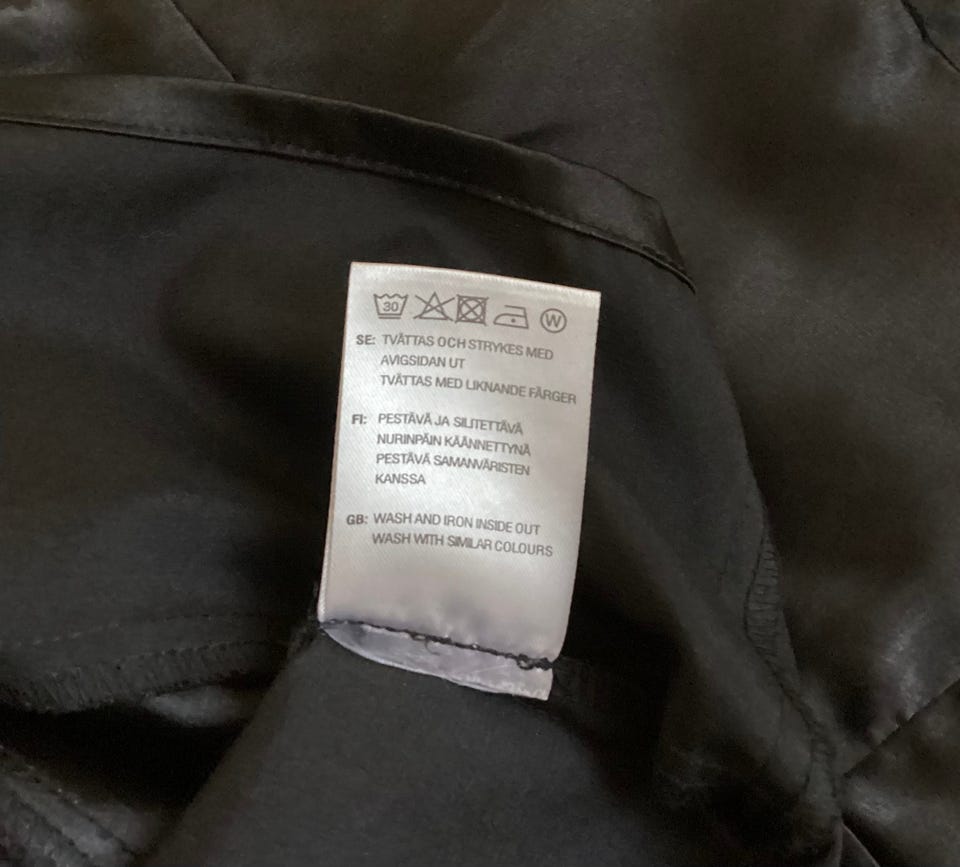 30 W
SE: TVÄTTAS OCH STRYKES MED
AVIGSIDAN UT
TVÄTTAS MED LIKNANDE FÄRGER
FI: PESTÄVÄ JA SILITETTÄVÄ
NURINPÄIN KÄÄNNETTYNÄ
PESTÄVÄ SAMANVÄRISTEN
KANSSA
GB: WASH AND IRON INSIDE OUT
WASH WITH SIMILAR COLOURS